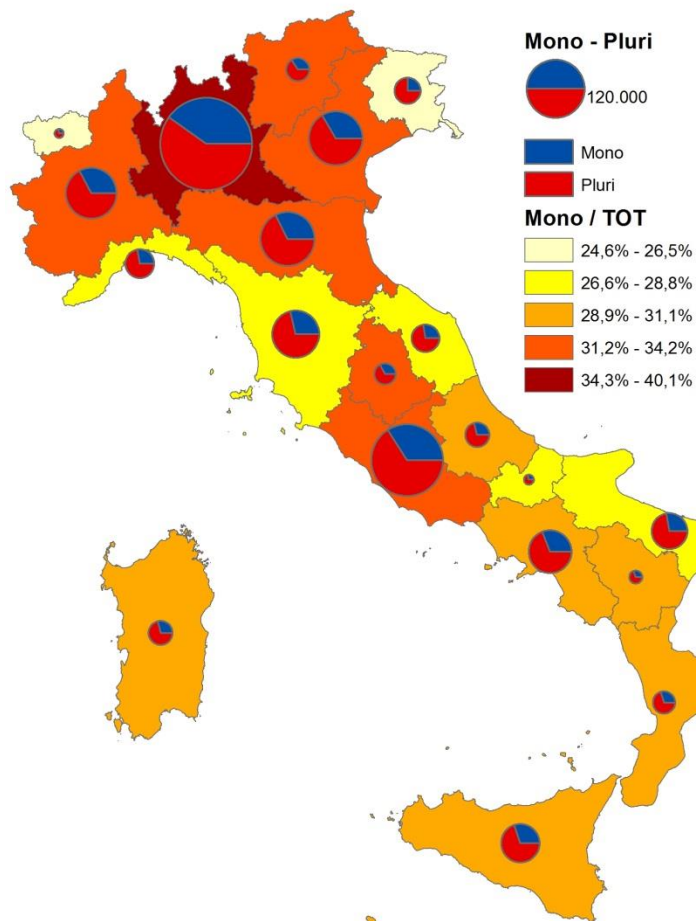 Mono - Pluri
120.000
Mono
Pluri
Mono / TOT
24,6% - 26,5%
26,6% - 28,8%
28,9% - 31,1%
31,2% - 34,2%
34,3% - 40,1%